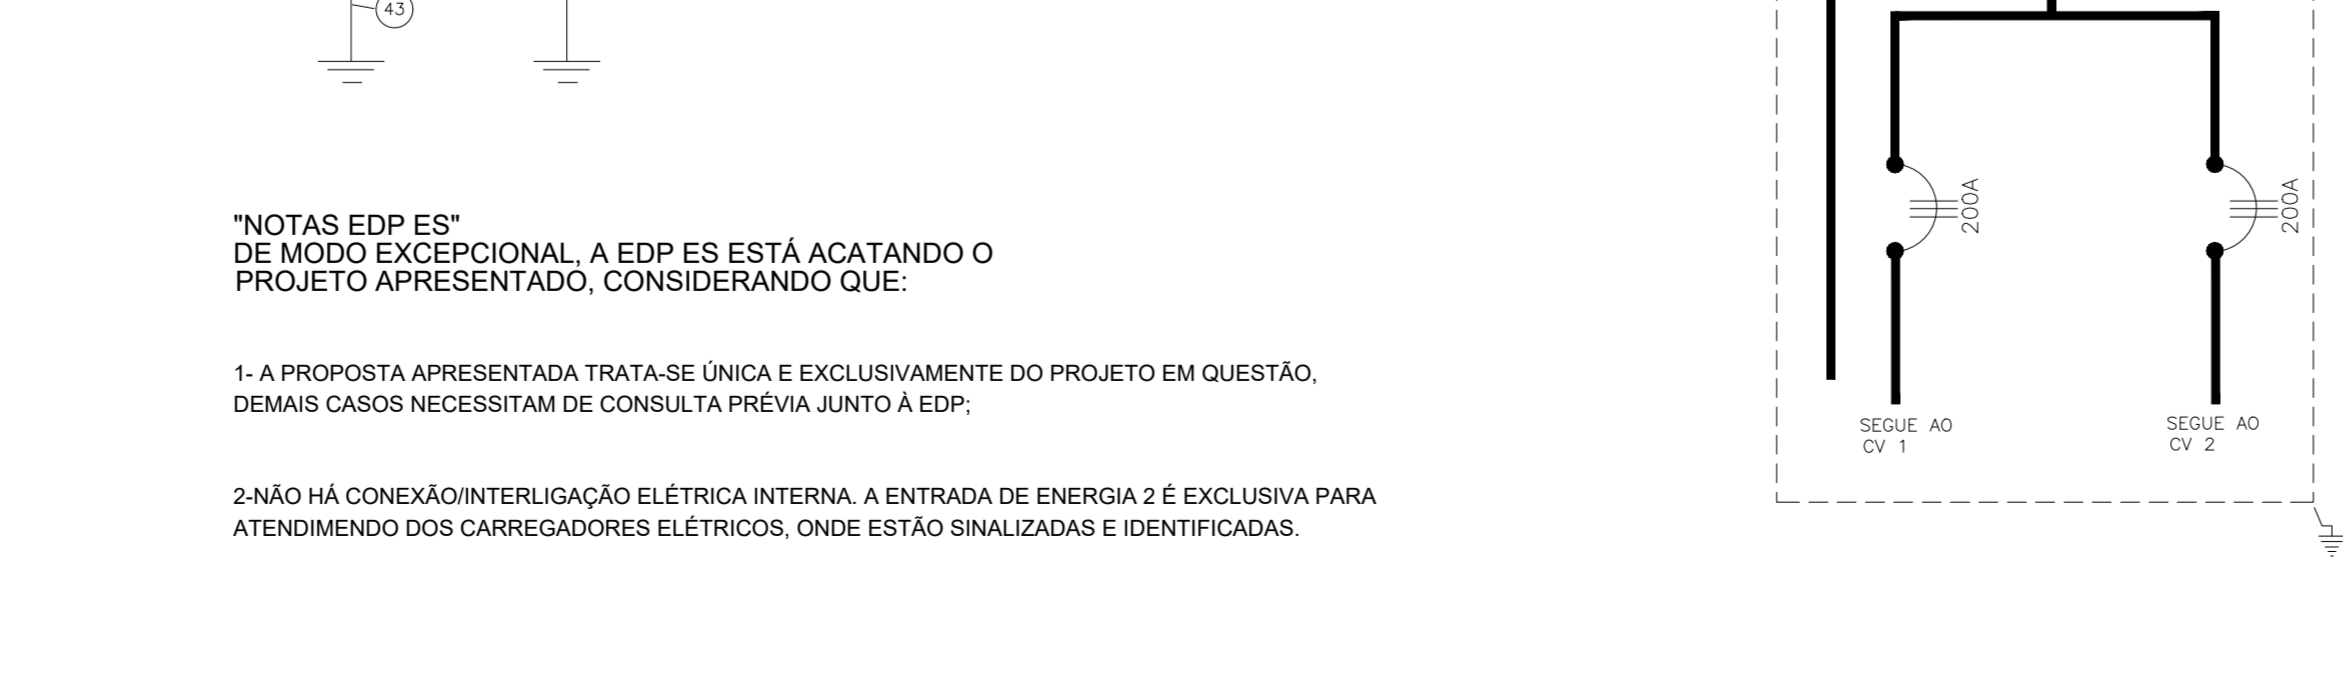 43
"NOTAS EDP ES"
DE MODO EXCEPCIONAL, A EDP ES ESTÁ ACATANDO O
PROJETO APRESENTADO, CONSIDERANDO QUE:
1- A PROPOSTA APRESENTADA TRATA-SE ÚNICA E EXCLUSIVAMENTE DO PROJETO EM QUESTÃO,
DEMAIS CASOS NECESSITAM DE CONSULTA PRÉVIA JUNTO À EDP;
2-NÃO HÁ CONEXÃO/INTERLIGAÇÃO ELÉTRICA INTERNA. A ENTRADA DE ENERGIA 2 É EXCLUSIVA PARA
ATENDIMENDO DOS CARREGADORES ELÉTRICOS, ONDE ESTÃO SINALIZADAS E IDENTIFICADAS.
200A
200A
SEGUE AO
CV 1
SEGUE AO
CV 2